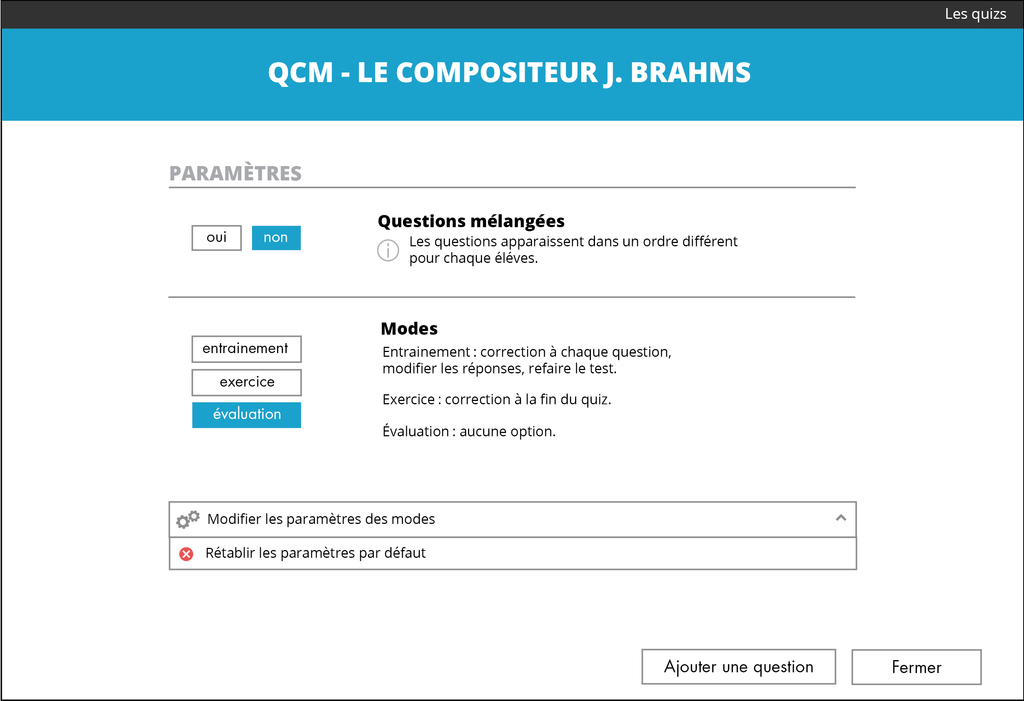 Les quizs
QCM - LE COMPOSITEUR J. BRAHMS
PARAMÈTRES
oui
non
Questions mélangées
Les questions apparaissent dans un ordre différent
pour chaque éléves.
entrainement
exercice
évaluation
Modes
Entrainement : correction à chaque question,
modifier les réponses, refaire le test.
Exercice : correction à la fin du quiz.
Évaluation : aucune option.
Modifier les paramètres des modes
Rétablir les paramètres par défaut
Ajouter une question
Fermer